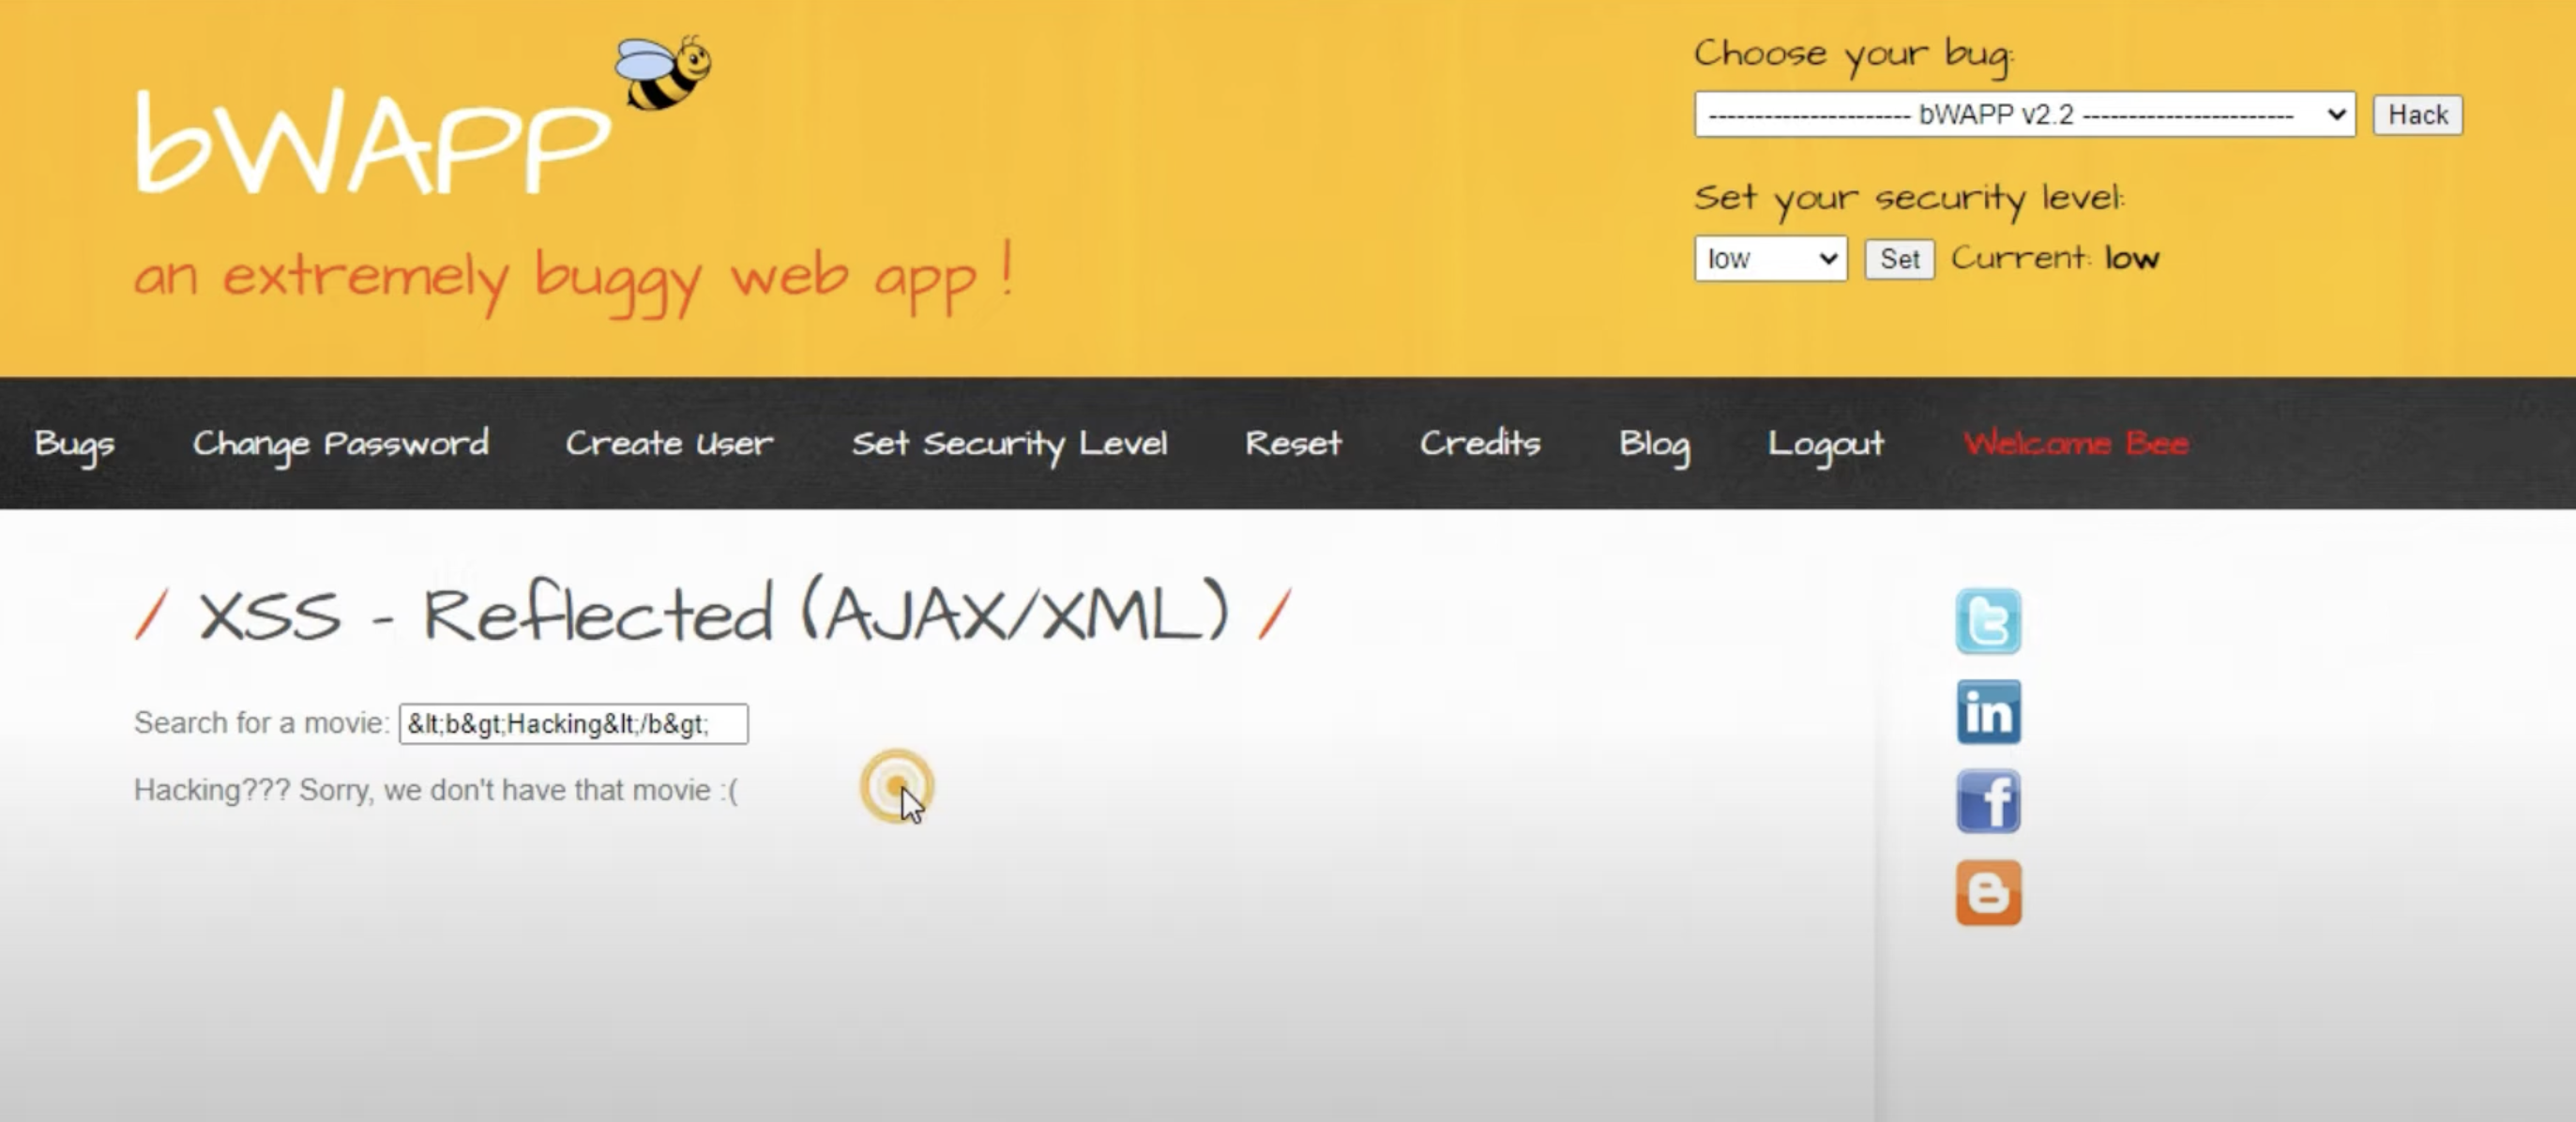 bWAPP
an extremely buggy web app !
Choose your bug:
---------------------- bWAPP v2.2 -----------------------
Hack
Set your security level:
low
Set
Current: low
Bugs
Change Password
Create User
Set Security Level
Reset
Credits
Blog
Logout
Welcome Bee
/ XSS - Reflected (AJAX/XML) /
Search for a movie: &lt;b&gt;Hacking&lt;/b&gt;
Hacking??? Sorry, we don't have that movie :(